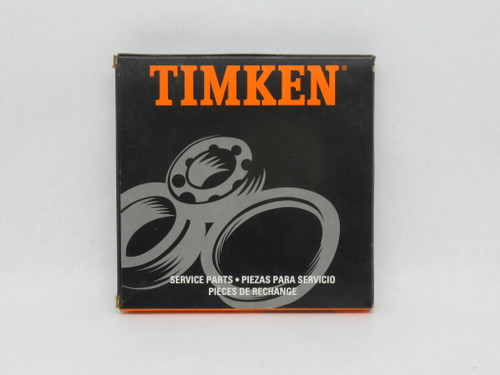 TIMKEN®
SERVICE PARTS • PIEZAS PARA SERVICIO
PIÈCES DE RECHANGE